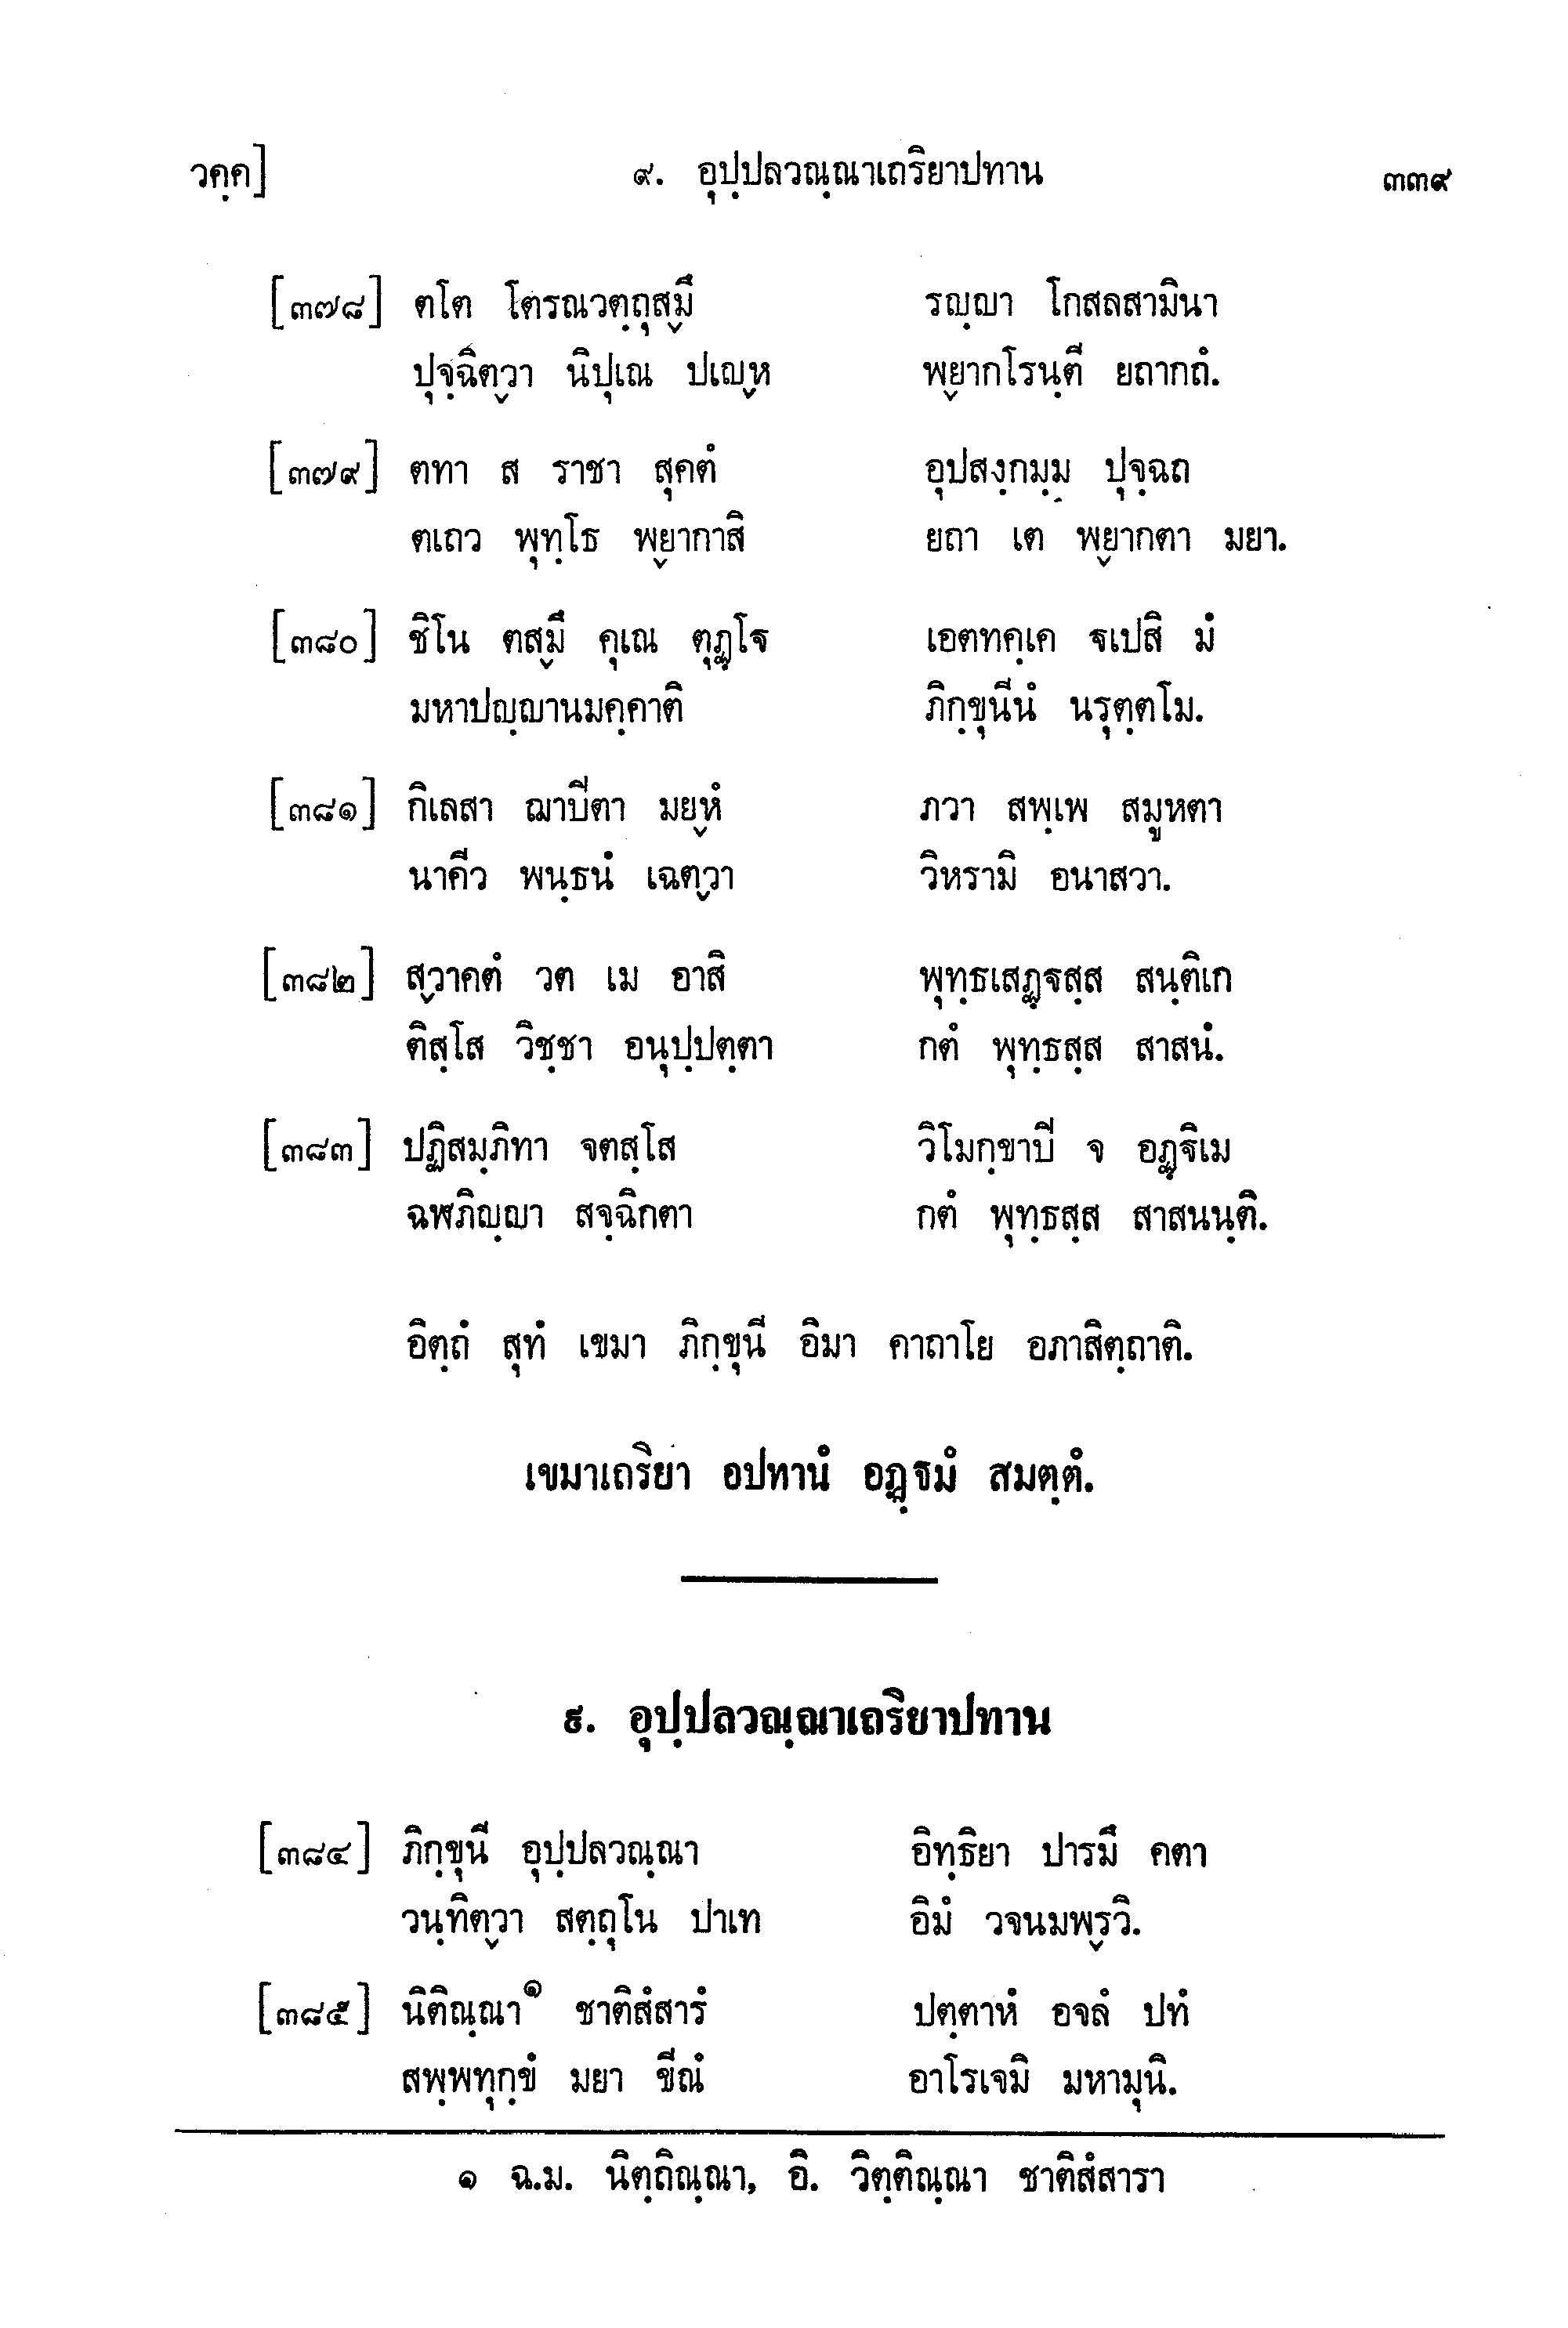 วคฺค] ๙. อุปฺปลวณฺณาเถริยาปทาน ๓๓๙
[๓๗๘] ตโต โตรณวตฺถุสฺมึ รญฺญา โกสลสามินา
ปุจฺฉิตฺวา นิปุเณ ปเญฺห พฺยากโรนฺตี ยถากถํ.
[๓๗๙] ตทา ส ราชา สุคตํ อุปสงฺกมฺม ปุจฺฉถ
ตเถว พุทฺโธ พฺยากาสิ ยถา เต พฺยากตา มยา.
[๓๘๐] ชิโน ตสฺมึ คุเณ ตุฏฺโฐ เอตทคฺเค ฐเปสิ มํ
มหาปญฺญานมคฺคาติ ภิกฺขุนีนํ นรุตฺตโม.
[๓๘๑] กิเลสา ฌาปีตา มยฺหํ ภวา สพฺเพ สมูหตา
นาคีว พนฺธนํ เฉตฺวา วิหรามิ อนาสวา.
[๓๘๒] สฺวาคตํ วต เม อาสิ พุทฺธเสฏฺฐสฺส สนฺติเก
ติสฺโส วิชฺชา อนุปฺปตฺตา กตํ พุทฺธสฺส สาสนํ.
[๓๘๓] ปฏิสมฺภิทา จตสฺโส วิโมกฺขาปี จ อฏฺฐิเม
ฉฬภิญฺญา สจฺฉิกตา กตํ พุทฺธสฺส สาสนนฺติ.
อิตฺถํ สุทํ เขมา ภิกฺขุนี อิมา คาถาโย อภาสิตฺถาติ.
เขมาเถริยา อปทานํ อฏฺฐมํ สมตฺตํ.
๙. อุปฺปลวณฺณาเถริยาปทาน
[๓๘๔] ภิกฺขุนี อุปฺปลวณฺณา อิทฺธิยา ปารมึ คตา
วนฺทิตฺวา สตฺถุโน ปาเท อิมํ วจนมพฺรูวิ.
[๓๘๕] นิติณฺณา๑ ชาติสํสารํ ปตฺตาหํ อจลํ ปทํ
สพฺพทุกฺขํ มยา ขีณํ อาโรเจมิ มหามุนิ.
๑ ฉ.ม. นิตฺถิณฺณา, อิ. วิตฺติณฺณา ชาติสํสารา